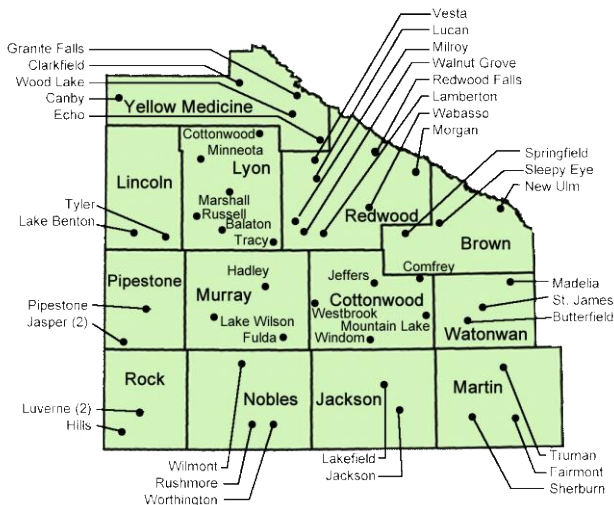 Vesta
Lucan
Milroy
Walnut Grove
Redwood Falls
Lamberton
Wabasso
Morgan
Granite Falls
Clarkfield
Wood Lake
Canby
Echo
Yellow Medicine
Cottonwood
Minneota
Lyon
Lincoln
Marshall
Russell
Balaton
Tracy
Tyler
Lake Benton
Redwood
Springfield
Sleepy Eye
New Ulm
Brown
Pipestone
Hadley
Murray
Lake Wilson
Fulda
Jeffers
Comfrey
Cottonwood
Westbrook
Mountain Lake
Windom
Watonwan
Madelia
St. James
Butterfield
Pipestone
Jasper (2)
Rock
Nobles
Jackson
Martin
Luverne (2)
Hills
Wilmont
Rushmore
Worthington
Lakefield
Jackson
Truman
Fairmont
Sherburn